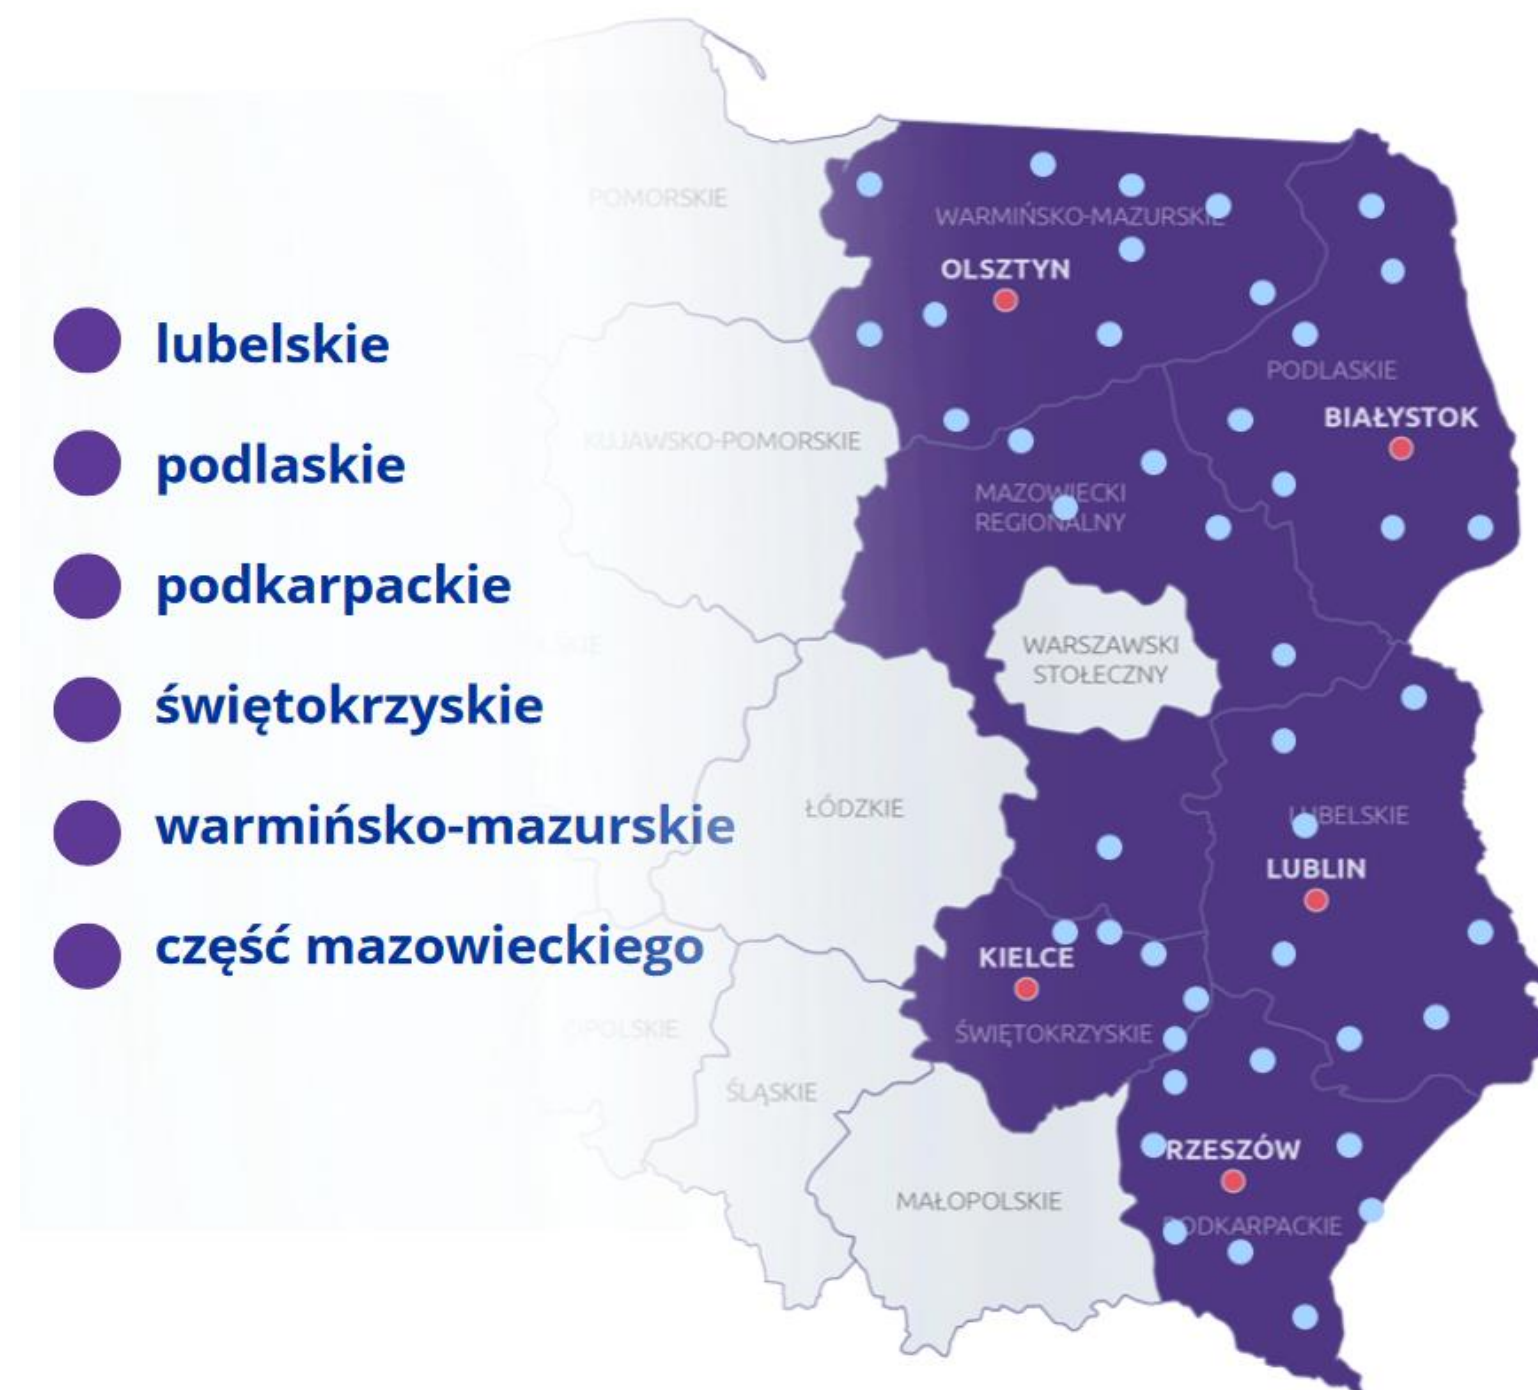 lubelskie
podlaskie
podkarpackie
świętokrzyskie
warmińsko-mazurskie
część mazowieckiego
POMORSKIE
WARMIŃSKO-MAZURSKIE
OLSZTYN
PODLASKIE
BIAŁYSTOK
KUJAWSKO-POMORSKIE
MAZOWIECKI
REGIONALNY
WARSZAWSKI
STOŁECZNY
ŁÓDZKIE
LUBELSKIE
LUBLIN
KIELCE
ŚWIĘTOKRZYSKIE
OPOLSKIE
ŚLĄSKIE
RZESZÓW
MAŁOPOLSKIE
PODKARPACKIE